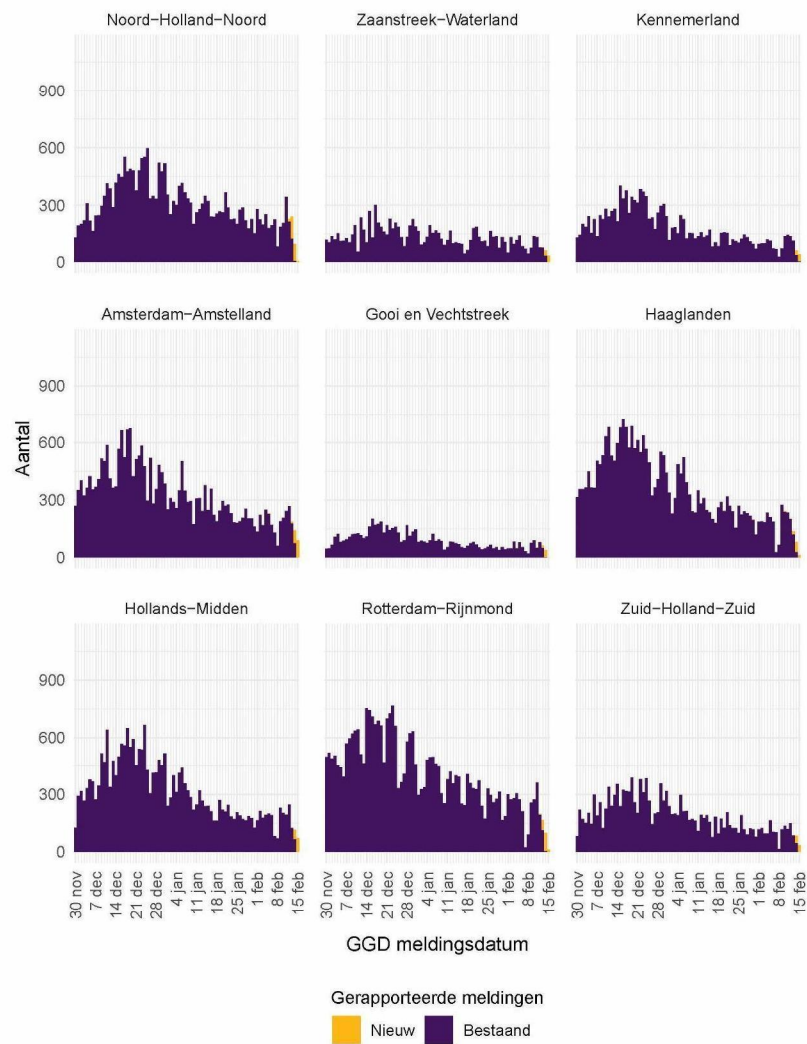 Noord−Holland−Noord
Zaanstreek−Waterland
Kennemerland
900
600
300
0
Amsterdam−Amstelland
Gooi en Vechtstreek
Haaglanden
900
600
300
0
Aantal
Hollands−Midden
Rotterdam−Rijnmond
Zuid−Holland−Zuid
900
600
300
0
30 nov
7 dec
14 dec
21 dec
28 dec
4 jan
11 jan
18 jan
25 jan
1 feb
8 feb
15 feb
30 nov
7 dec
14 dec
21 dec
28 dec
4 jan
11 jan
18 jan
25 jan
1 feb
8 feb
15 feb
30 nov
7 dec
14 dec
21 dec
28 dec
4 jan
11 jan
18 jan
25 jan
1 feb
8 feb
15 feb
GGD meldingsdatum
Gerapporteerde meldingen
Nieuw
Bestaand